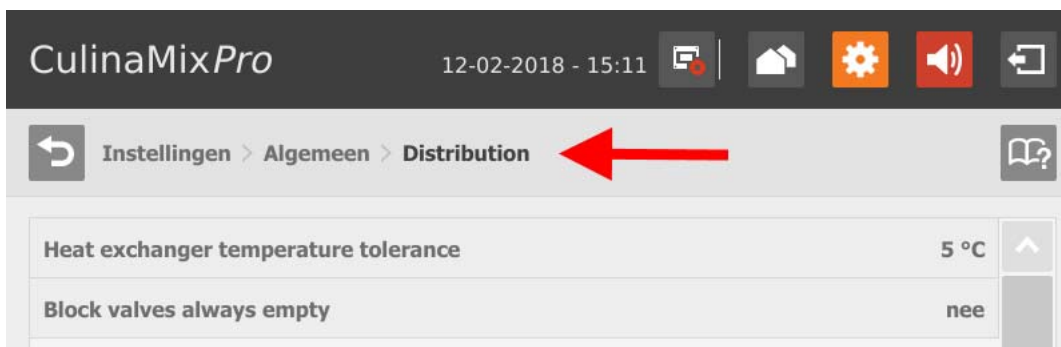 CulinaMixPro 12-02-2018 - 15:11
Instellingen > Algemeen > Distribution
Heat exchanger temperature tolerance 5 °C
Block valves always empty nee